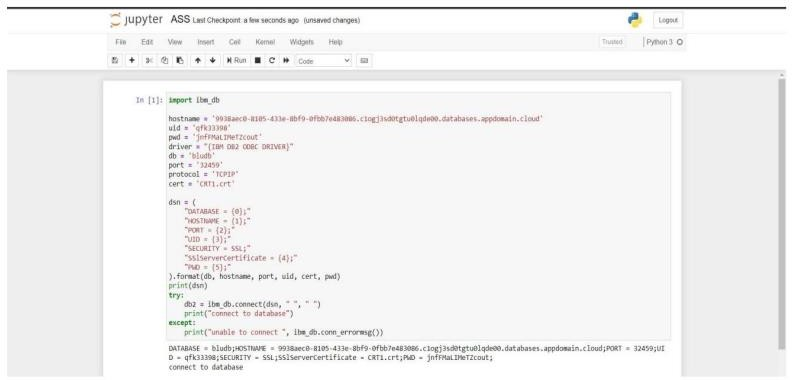 jupyter ASS Last Checkpoint: a few seconds ago (unsaved changes)
Logout
File Edit View Insert Cell Kernel Widgets Help
Trusted Python 3
Run Code
In [1]: import ibm_db
hostname = '9938aec0-8105-433e-8bf9-0fbb7e483086.c1ogj3sd0tgtu0lqde00.databases.appdomain.cloud'
uid = 'qfk33398'
pwd = 'jnfFMaLIMeTZcout'
driver = "{IBM DB2 ODBC DRIVER}"
db = 'bludb'
port = '32459'
protocol = 'TCPIP'
cert = 'CRT1.crt'
dsn = (
"DATABASE = {0};"
"HOSTNAME = {1};"
"PORT = {2};"
"UID = {3};"
"SECURITY = SSL;"
"SSlServerCertificate = {4};"
"PWD = {5};"
).format(db, hostname, port, uid, cert, pwd)
print(dsn)
try:
db2 = ibm_db.connect(dsn, " ", " ")
print("connect to database")
except:
print("unable to connect ", ibm_db.conn_errormsg())
DATABASE = bludb;HOSTNAME = 9938aec0-8105-433e-8bf9-0fbb7e483086.c1ogj3sd0tgtu0lqde00.databases.appdomain.cloud;PORT = 32459;UI
D = qfk33398;SECURITY = SSL;SSlServerCertificate = CRT1.crt;PWD = jnfFMaLIMeTZcout;
connect to database